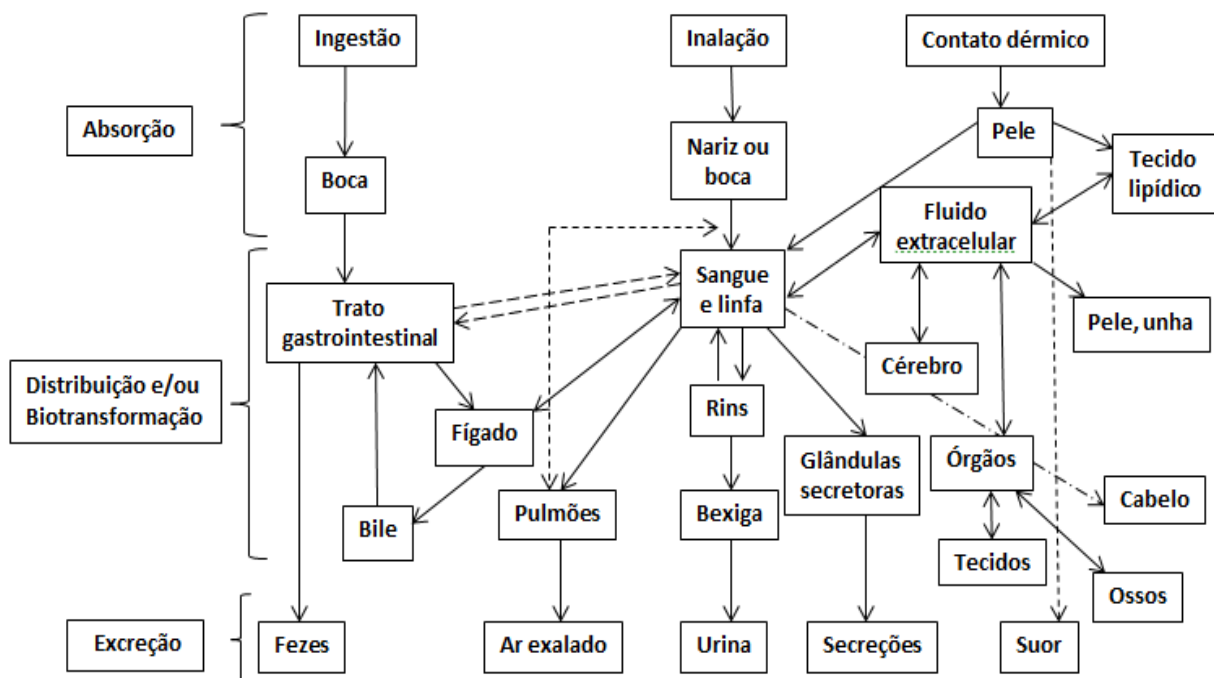 Ingestão
Inalação
Contato dérmico
Absorção
Pele
Nariz ou
boca
Tecido
lipídico
Boca
Fluido
extracelular
Sangue
e linfa
Trato
gastrointestinal
Pele, unha
Cérebro
Distribuição e/ou
Biotransformação
Rins
Fígado
Glândulas
secretoras
Órgãos
Cabelo
Bile
Pulmões
Bexiga
Tecidos
Ossos
Excreção
Fezes
Ar exalado
Urina
Secreções
Suor